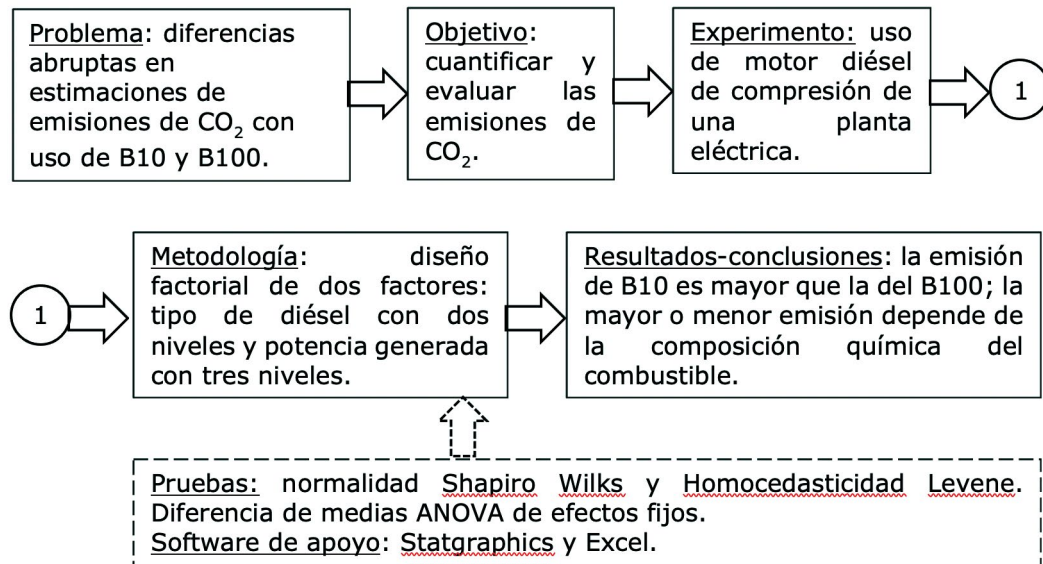 Problema: diferencias
abruptas en
estimaciones de
emisiones de CO₂ con
uso de B10 y B100.
Objetivo:
cuantificar y
evaluar las
emisiones de
CO₂.
Experimento: uso
de motor diésel
de compresión de
una planta
eléctrica.
1
1
Metodología: diseño
factorial de dos factores:
tipo de diésel con dos
niveles y potencia generada
con tres niveles.
Resultados-conclusiones: la emisión
de B10 es mayor que la del B100; la
mayor o menor emisión depende de
la composición química del
combustible.
Pruebas: normalidad Shapiro Wilks y Homocedasticidad Levene.
Diferencia de medias ANOVA de efectos fijos.
Software de apoyo: Statgraphics y Excel.